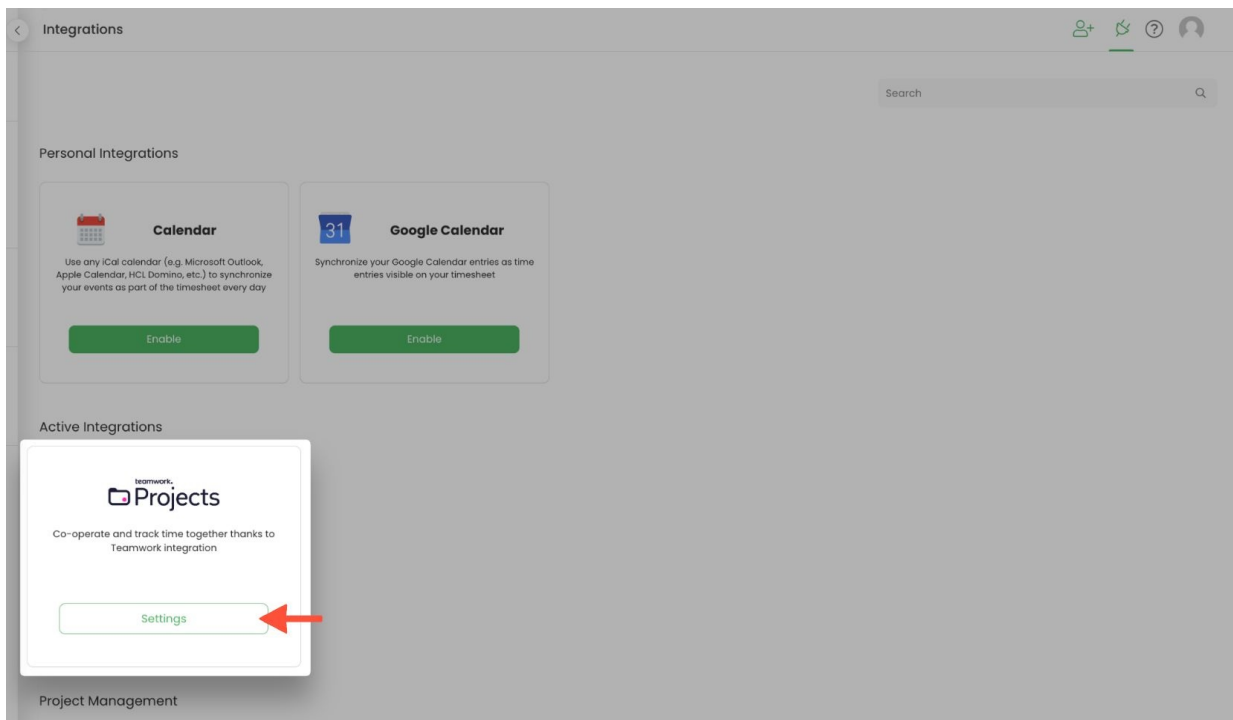 Integrations
Search
Personal Integrations
31
Calendar
Google Calendar
Use any iCal calendar (e.g. Microsoft Outlook,
Apple Calendar, HCL Domino, etc.) to synchronize
your events as part of the timesheet every day
Synchronize your Google Calendar entries as time
entries visible on your timesheet
Enable
Enable
Active Integrations
teamwork.
Projects
Co-operate and track time together thanks to
Teamwork integration
Settings
Project Management